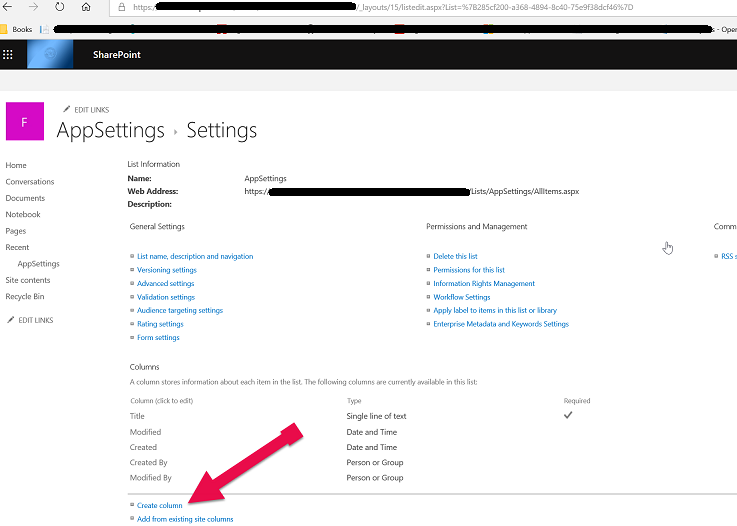 https:/ /_layouts/15/listedit.aspx?List=%7B285cf200-a368-4894-8c40-75e9f38dcf46%7D
Books s - Open
SharePoint
F
EDIT LINKS
AppSettings › Settings
Home
Conversations
Documents
Notebook
Pages
Recent
AppSettings
Site contents
Recycle Bin
EDIT LINKS
List Information
Name: AppSettings
Web Address: https:/ /Lists/AppSettings/AllItems.aspx
Description:
General Settings Permissions and Management Comm
List name, description and navigation Delete this list RSS s
Versioning settings Permissions for this list
Advanced settings Information Rights Management
Validation settings Workflow Settings
Audience targeting settings Apply label to items in this list or library
Rating settings Enterprise Metadata and Keywords Settings
Form settings
Columns
A column stores information about each item in the list. The following columns are currently available in this list:
Column (click to edit) Type Required
Title Single line of text ✓
Modified Date and Time
Created Date and Time
Created By Person or Group
Modified By Person or Group
Create column
Add from existing site columns